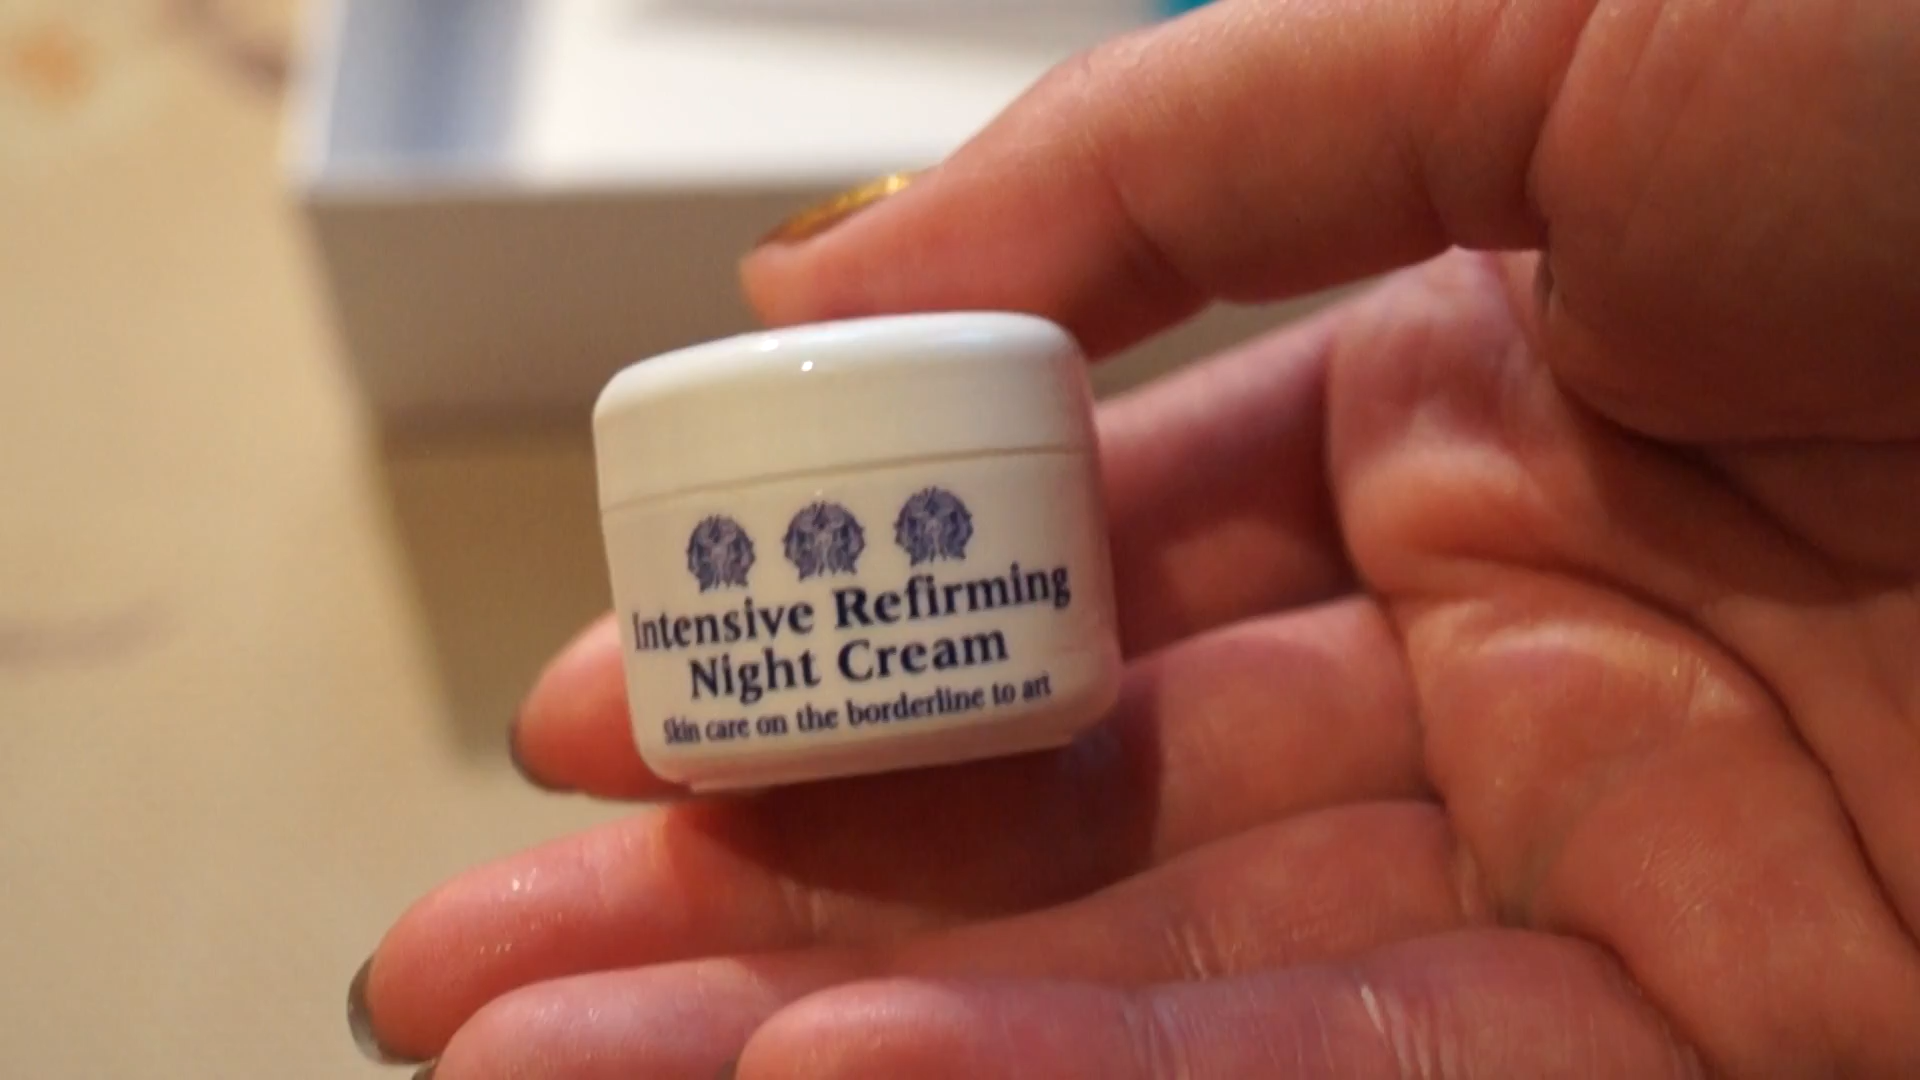 Intensive Refirming
Night Cream
Skin care on the borderline to art